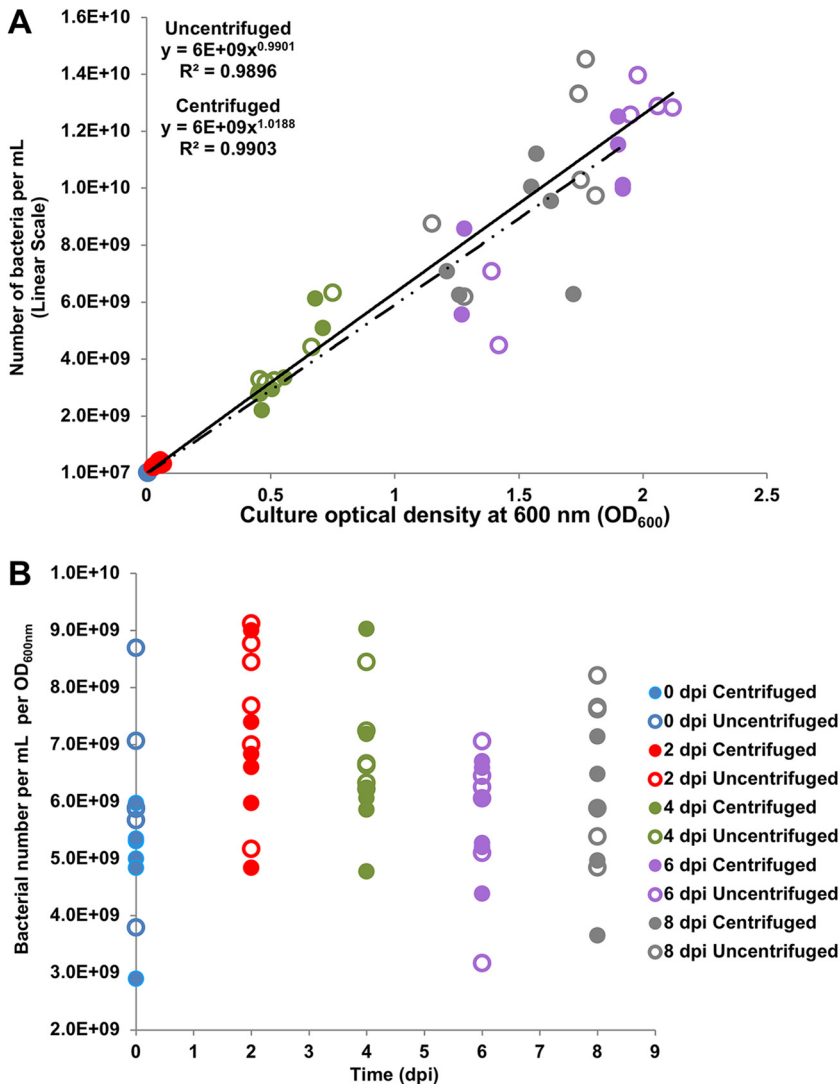 A
Uncentrifuged
y = 6E+09x^0.9901
R² = 0.9896
Centrifuged
y = 6E+09x^1.0188
R² = 0.9903
Number of bacteria per mL
(Linear Scale)
1.6E+10
1.4E+10
1.2E+10
1.0E+10
8.0E+09
6.0E+09
4.0E+09
2.0E+09
1.0E+07
0
0.5
1
1.5
2
2.5
Culture optical density at 600 nm (OD600)
B
Bacterial number per mL per OD600nm
1.0E+10
9.0E+09
8.0E+09
7.0E+09
6.0E+09
5.0E+09
4.0E+09
3.0E+09
2.0E+09
0
1
2
3
4
5
6
7
8
9
Time (dpi)
0 dpi Centrifuged
0 dpi Uncentrifuged
2 dpi Centrifuged
2 dpi Uncentrifuged
4 dpi Centrifuged
4 dpi Uncentrifuged
6 dpi Centrifuged
6 dpi Uncentrifuged
8 dpi Centrifuged
8 dpi Uncentrifuged